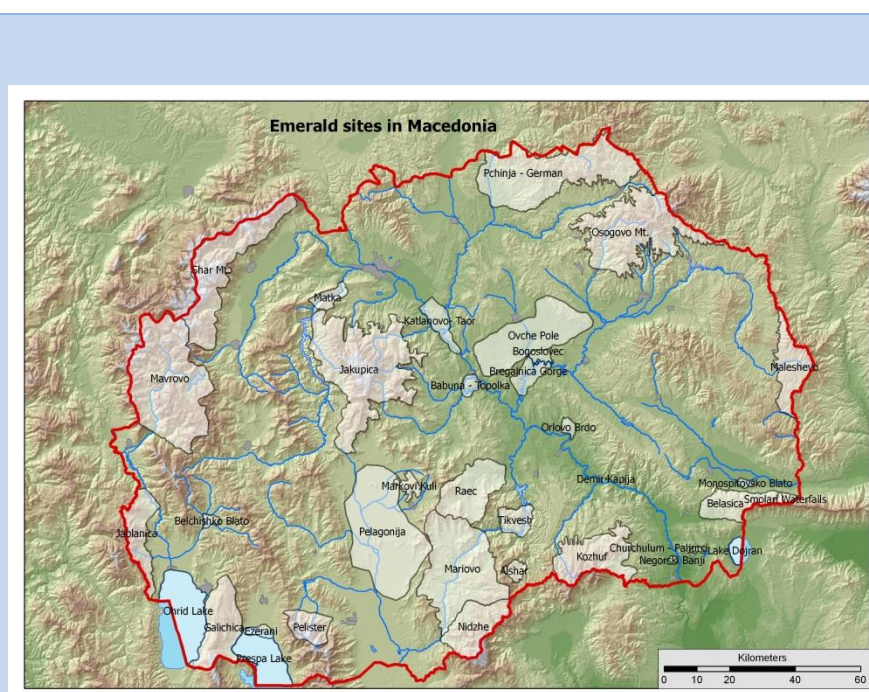 Emerald sites in Macedonia
Pchinja - German
Osogovo Mt.
Shar Mt.
Matka
Katlanovo- Taor
Ovche Pole
Bogoslovec
Jakupica
Bregalnica Gorge
Maleshevo
Mavrovo
Babuna - Topolka
Orlovo Brdo
Demir Kapija
Markovi Kuli
Raec
Monospitovsko Blato
Smolari Waterfalls
Belasica
Tikvesh
Belchishko Blato
Jablanica
Pelagonija
Churchulum - Paljurci
Lake Dojran
Kozhuf
Negorski Banji
Mariovo
Alshar
Ohrid Lake
Galichica
Ezerani
Pelister
Nidzhe
Prespa Lake
Kilometers
0 10 20 40 60